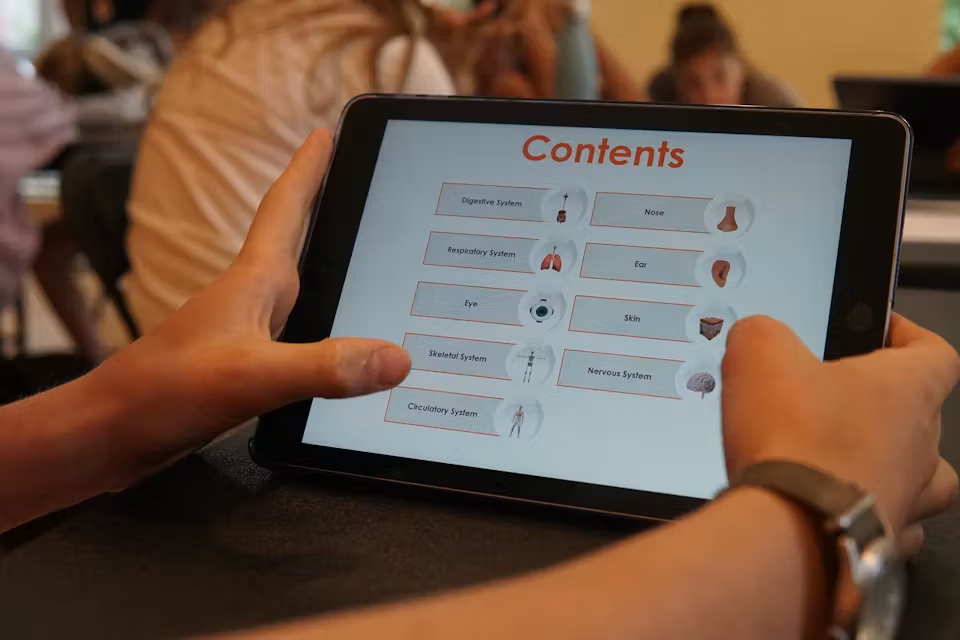 Contents
Digestive System
Respiratory System
Eye
Skeletal System
Circulatory System
Nose
Ear
Skin
Nervous System